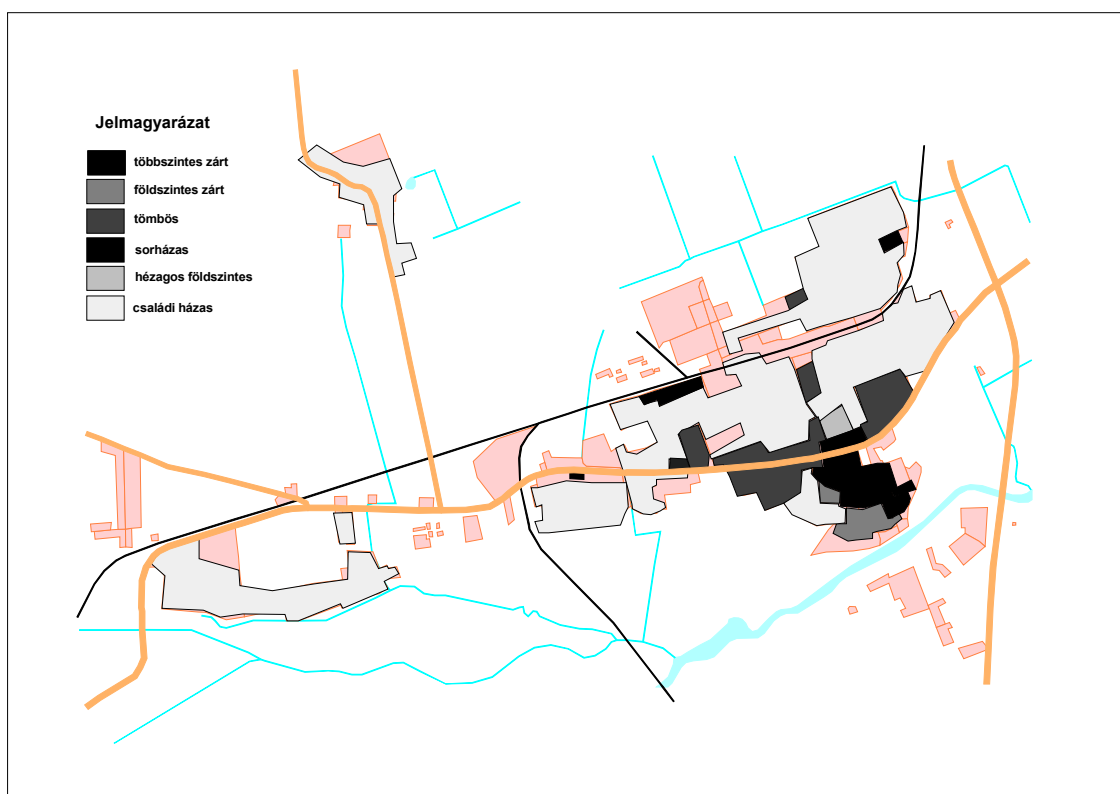 Jelmagyarázat
többszintes zárt
földszintes zárt
tömbös
sorházas
hézagos földszintes
családi házas